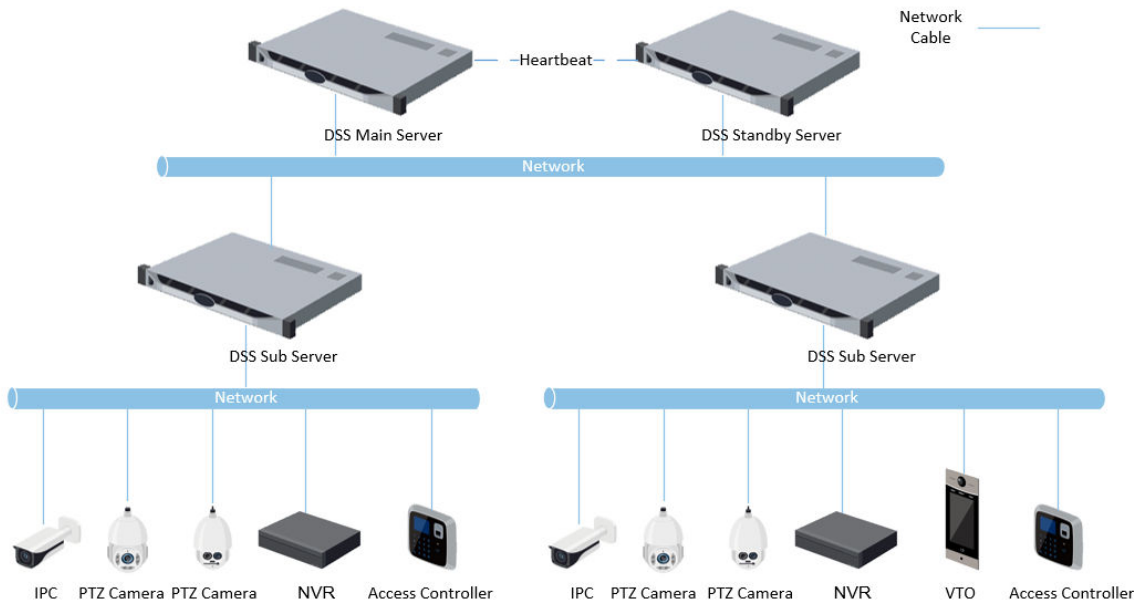 Network
Cable
Heartbeat
DSS Main Server
DSS Standby Server
Network
DSS Sub Server
DSS Sub Server
Network
Network
IPC
PTZ Camera
PTZ Camera
NVR
Access Controller
IPC
PTZ Camera
PTZ Camera
NVR
VTO
Access Controller